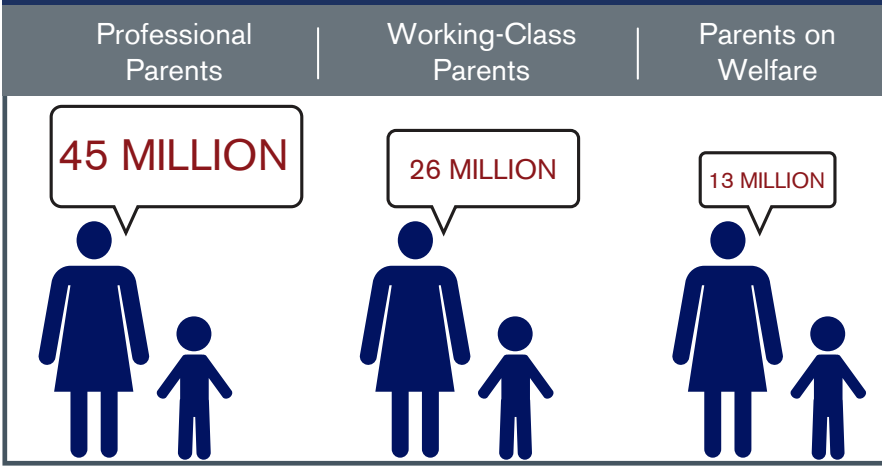 Professional
Parents
Working-Class
Parents
Parents on
Welfare
45 MILLION
26 MILLION
13 MILLION